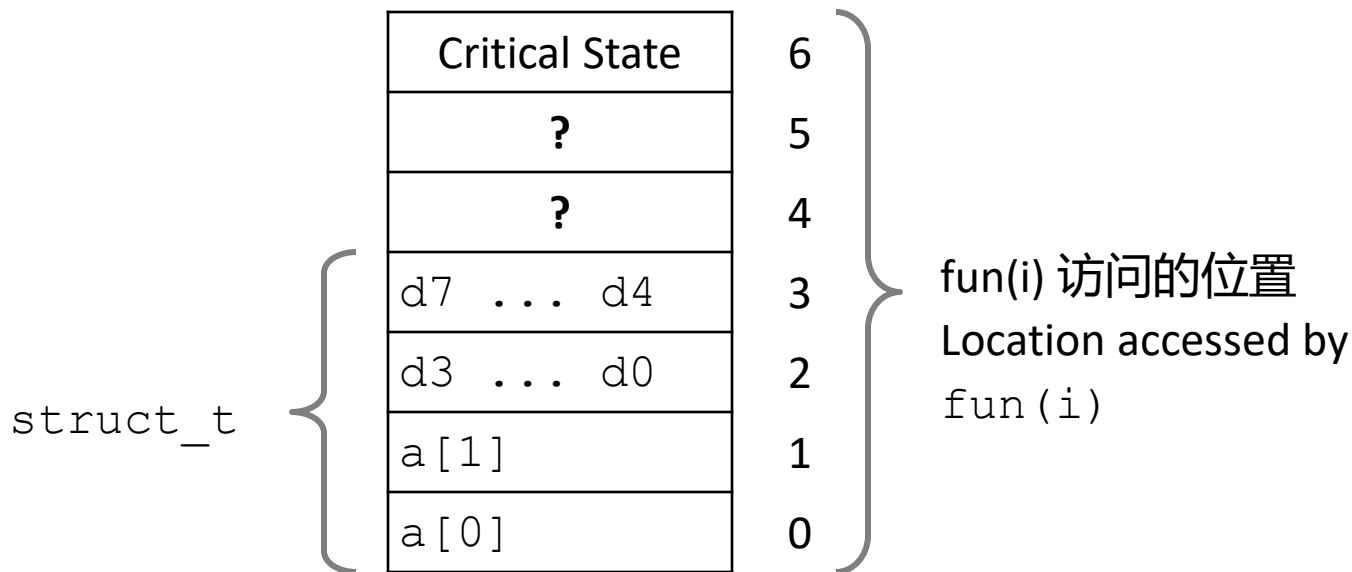 Critical State 6
? 5
? 4
d7 ... d4 3
d3 ... d0 2
a[1] 1
a[0] 0
struct_t
fun(i) 访问的位置
Location accessed by
fun(i)